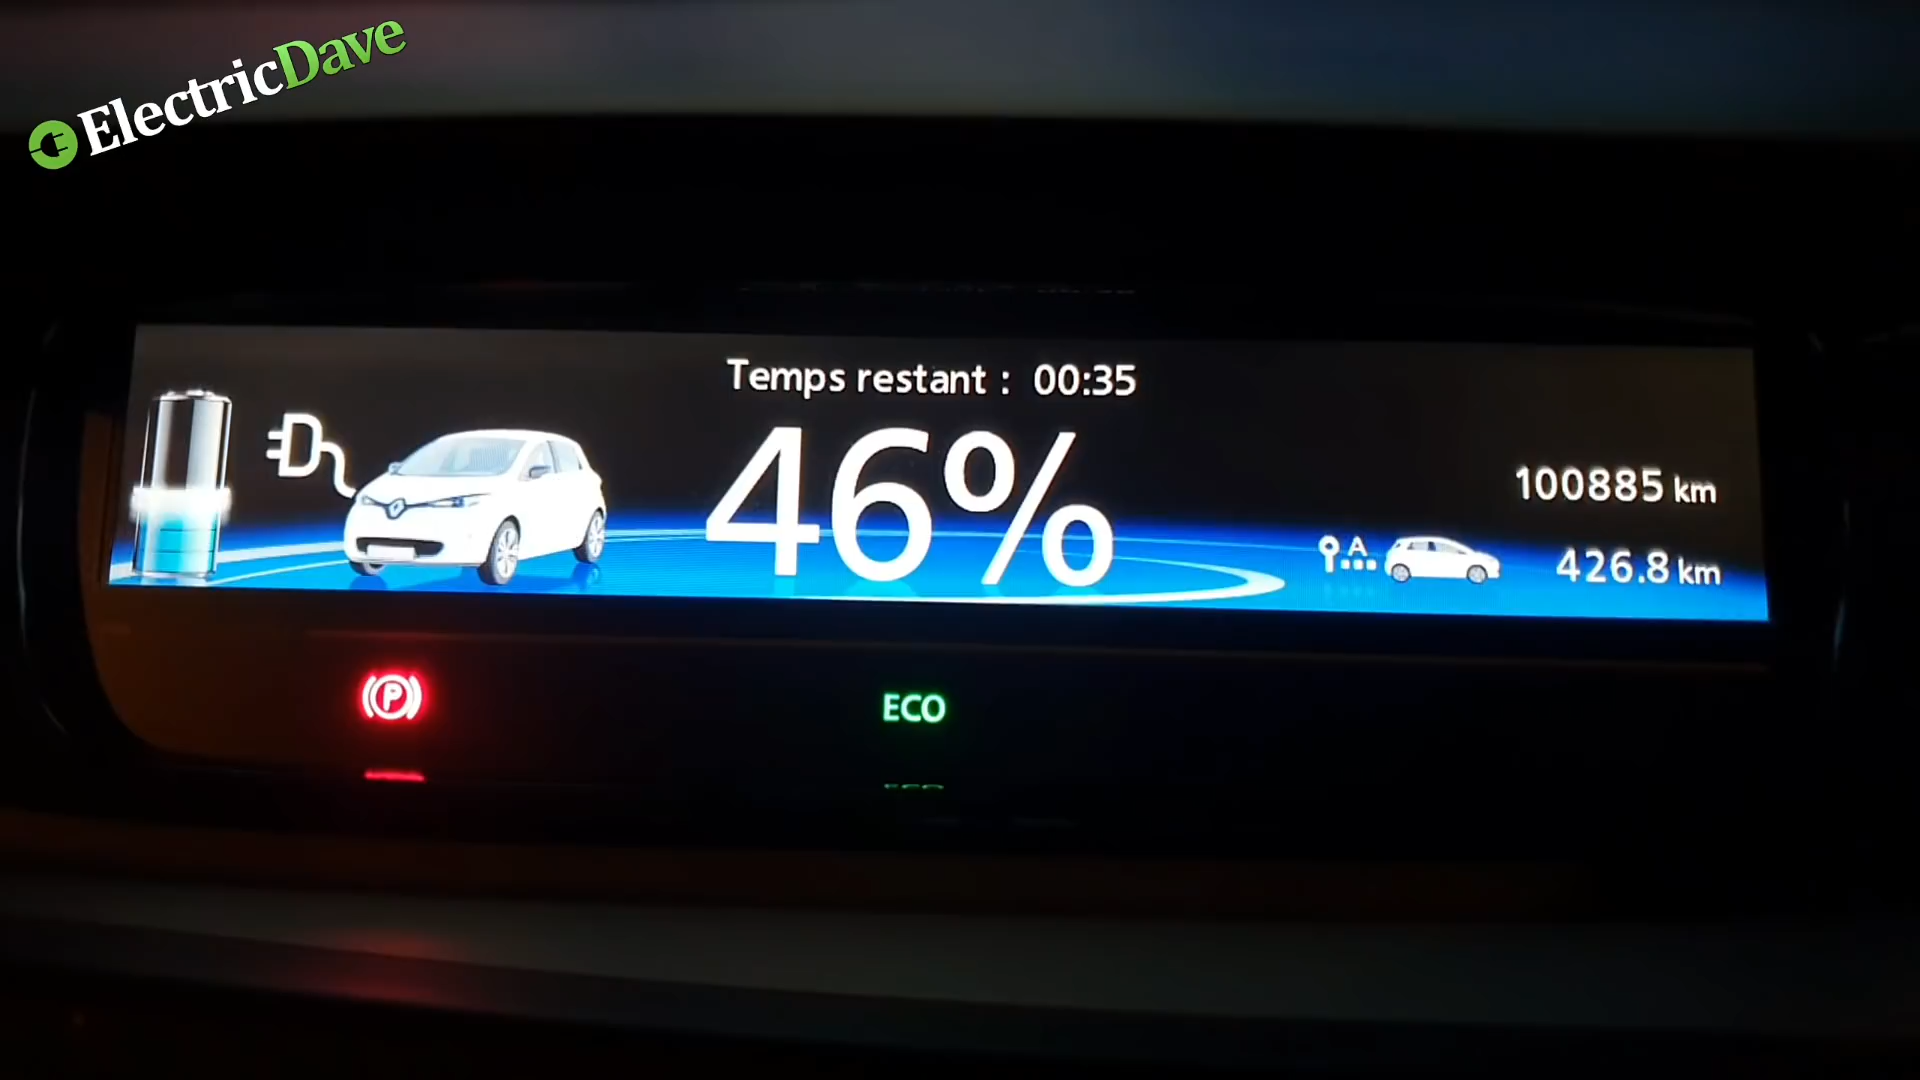 ElectricDave
Temps restant : 00:35
46%
100885 km
A
426.8 km
P
ECO